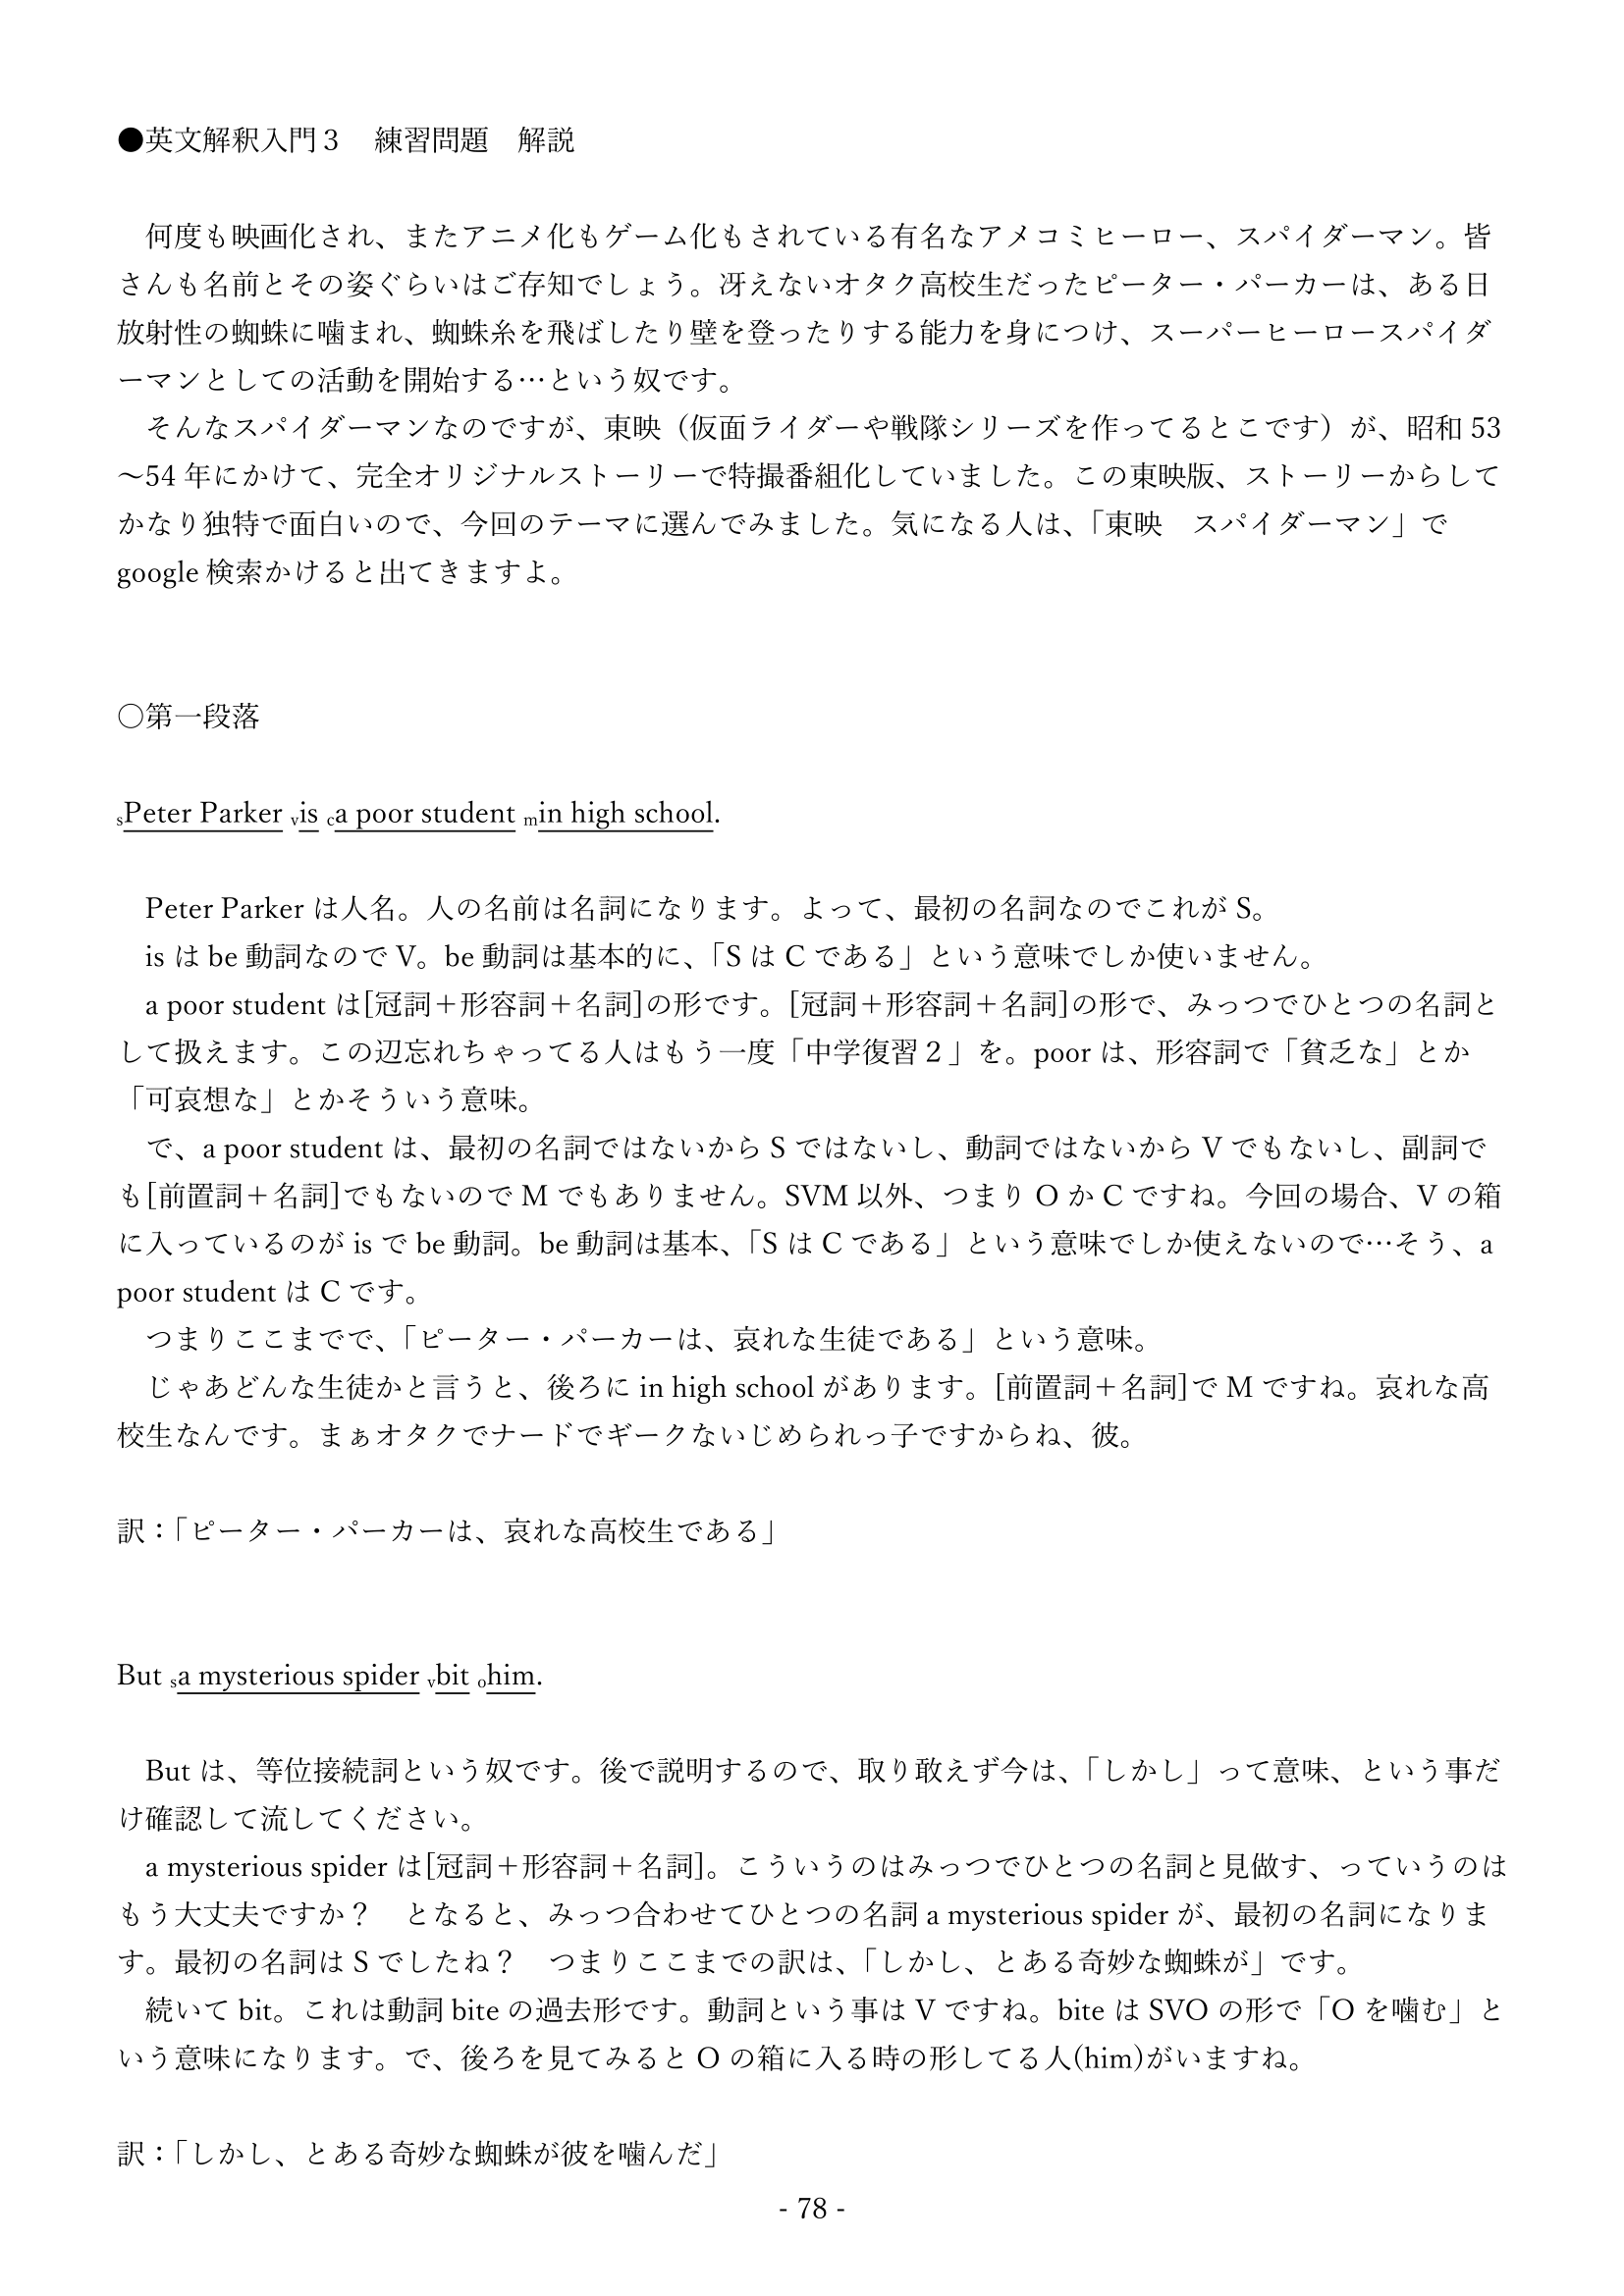 ●英文解釈入門３　練習問題　解説
　何度も映画化され、またアニメ化もゲーム化もされている有名なアメコミヒーロー、スパイダーマン。皆
さんも名前とその姿ぐらいはご存知でしょう。冴えないオタク高校生だったピーター・パーカーは、ある日
放射性の蜘蛛に噛まれ、蜘蛛糸を飛ばしたり壁を登ったりする能力を身につけ、スーパーヒーロースパイダ
ーマンとしての活動を開始する…という奴です。
　そんなスパイダーマンなのですが、東映（仮面ライダーや戦隊シリーズを作ってるとこです）が、昭和 53
～54 年にかけて、完全オリジナルストーリーで特撮番組化していました。この東映版、ストーリーからして
かなり独特で面白いので、今回のテーマに選んでみました。気になる人は、「東映　スパイダーマン」で
google 検索かけると出てきますよ。
〇第一段落
sPeter Parker vis ca poor student min high school.
　Peter Parker は人名。人の名前は名詞になります。よって、最初の名詞なのでこれが S。
　is は be 動詞なので V。be 動詞は基本的に、「S は C である」という意味でしか使いません。
　a poor student は[冠詞＋形容詞＋名詞]の形です。[冠詞＋形容詞＋名詞]の形で、みっつでひとつの名詞と
して扱えます。この辺忘れちゃってる人はもう一度「中学復習２」を。poor は、形容詞で「貧乏な」とか
「可哀想な」とかそういう意味。
　で、a poor student は、最初の名詞ではないから S ではないし、動詞ではないから V でもないし、副詞で
も[前置詞＋名詞]でもないので M でもありません。SVM 以外、つまり O か C ですね。今回の場合、V の箱
に入っているのが is で be 動詞。be 動詞は基本、「S は C である」という意味でしか使えないので…そう、a
poor student は C です。
　つまりここまでで、「ピーター・パーカーは、哀れな生徒である」という意味。
　じゃあどんな生徒かと言うと、後ろに in high school があります。[前置詞＋名詞]で M ですね。哀れな高
校生なんです。まぁオタクでナードでギークないじめられっ子ですからね、彼。
訳：「ピーター・パーカーは、哀れな高校生である」
But sa mysterious spider vbit ohim.
　But は、等位接続詞という奴です。後で説明するので、取り敢えず今は、「しかし」って意味、という事だ
け確認して流してください。
　a mysterious spider は[冠詞＋形容詞＋名詞]。こういうのはみっつでひとつの名詞と見做す、っていうのは
もう大丈夫ですか？　となると、みっつ合わせてひとつの名詞 a mysterious spider が、最初の名詞になりま
す。最初の名詞は S でしたね？　つまりここまでの訳は、「しかし、とある奇妙な蜘蛛が」です。
　続いて bit。これは動詞 bite の過去形です。動詞という事は V ですね。bite は SVO の形で「O を噛む」と
いう意味になります。で、後ろを見てみると O の箱に入る時の形してる人(him)がいますね。
訳：「しかし、とある奇妙な蜘蛛が彼を噛んだ」
- 78 -